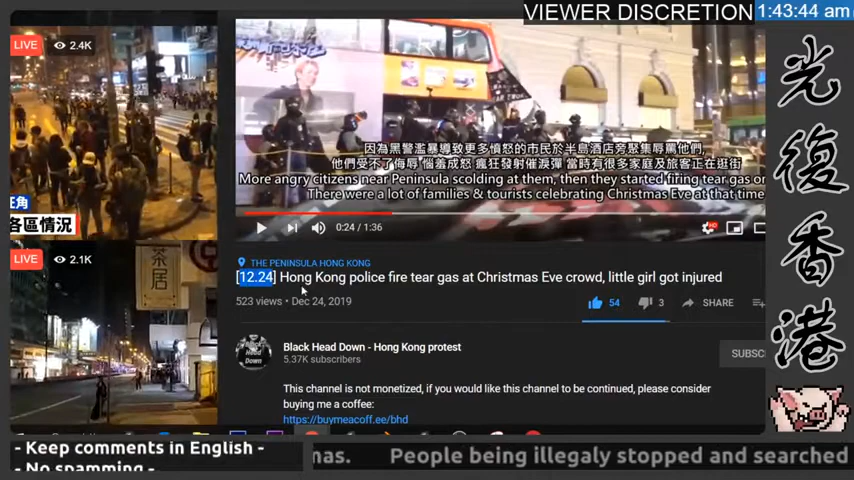 VIEWER DISCRETION
1:43:44 am
LIVE
2.4K
各區情況
LIVE
2.1K
茶居
因為黑警濫暴導致更多憤怒的市民於半島酒店旁聚集辱罵他們,
他們受不了侮辱 惱羞成怒 瘋狂發射催淚彈 當時有很多家庭及旅客正在逛街
More angry citizens near Peninsula scolding at them, then they started firing tear gas or
There were a lot of families & tourists celebrating Christmas Eve at that time
0:24 / 1:36
HD
THE PENINSULA HONG KONG
[12.24] Hong Kong police fire tear gas at Christmas Eve crowd, little girl got injured
523 views • Dec 24, 2019
54
3
SHARE
Black Head Down
Black Head Down - Hong Kong protest
5.37K subscribers
SUBSC
This channel is not monetized, if you would like this channel to be continued, please consider
buying me a coffee:
https://buymeacoff.ee/bhd
光復香港
- Keep comments in English -
- No spamming -
nas. People being illegally stopped and searched